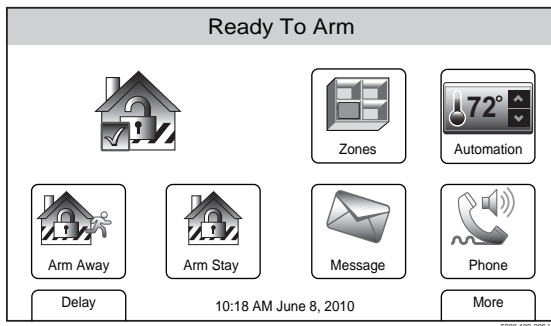 Ready To Arm
72°
Zones
Automation
Arm Away
Arm Stay
Message
Phone
Delay
10:18 AM June 8, 2010
More